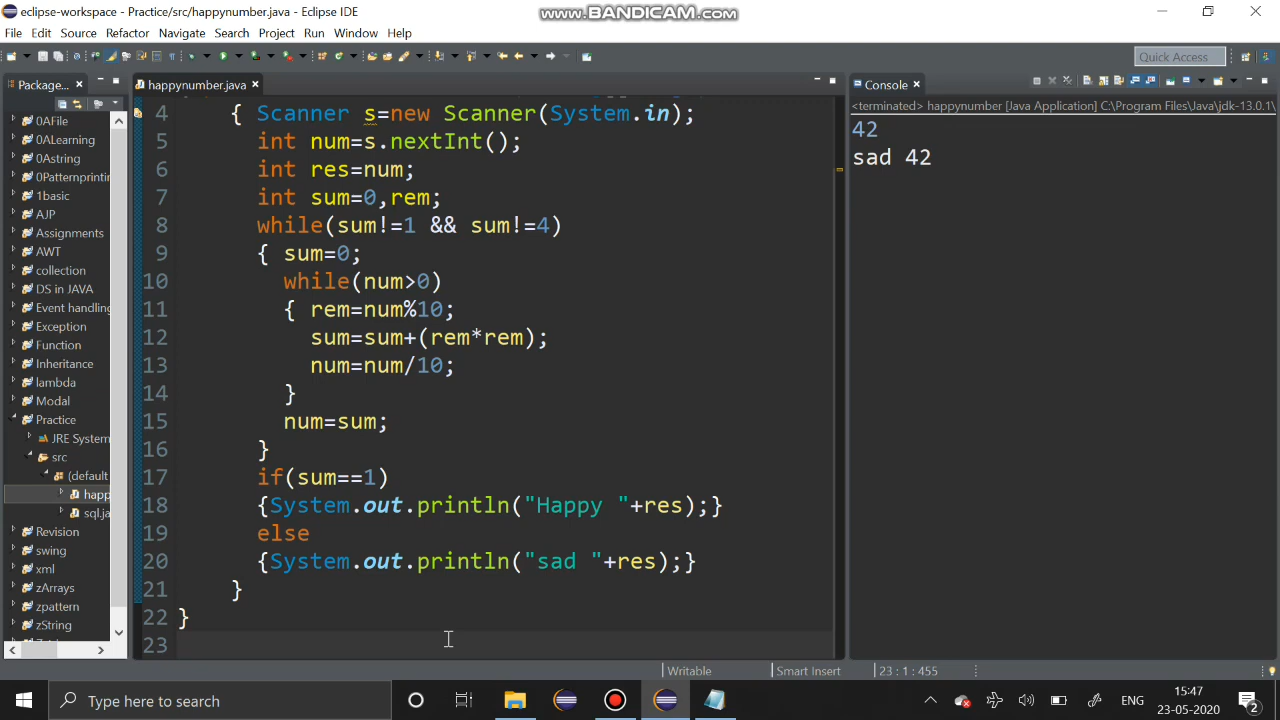 eclipse-workspace - Practice/src/happynumber.java - Eclipse IDE
www.BANDICAM.com
File Edit Source Refactor Navigate Search Project Run Window Help
Quick Access
Package...
happynumber.java
Console
<terminated> happynumber [Java Application] C:\Program Files\Java\jdk-13.0.1\
42
sad 42
0AFile
0ALearning
0Astring
0Patternprintin
1basic
AJP
Assignments
AWT
collection
DS in JAVA
Event handling
Exception
Function
Inheritance
lambda
Modal
Practice
JRE System
src
(default
happ
sql.ja
Revision
swing
xml
zArrays
zpattern
zString
4 { Scanner s=new Scanner(System.in);
5 int num=s.nextInt();
6 int res=num;
7 int sum=0,rem;
8 while(sum!=1 && sum!=4)
9 { sum=0;
10 while(num>0)
11 { rem=num%10;
12 sum=sum+(rem*rem);
13 num=num/10;
14 }
15 num=sum;
16 }
17 if(sum==1)
18 {System.out.println("Happy "+res);}
19 else
20 {System.out.println("sad "+res);}
21 }
22 }
23
Writable Smart Insert 23 : 1 : 455
Type here to search
ENG
15:47
23-05-2020
2